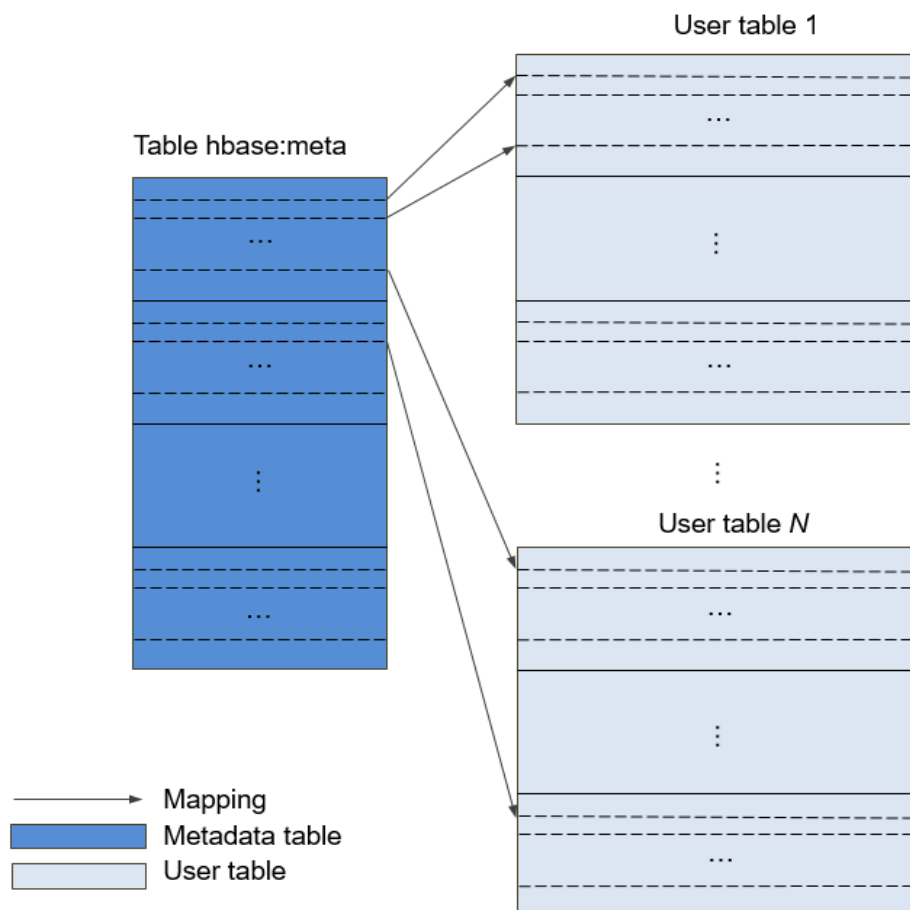 User table 1
...
Table hbase:meta
...
⋮
...
...
⋮
User table N
⋮
...
...
⋮
...
Mapping
Metadata table
User table